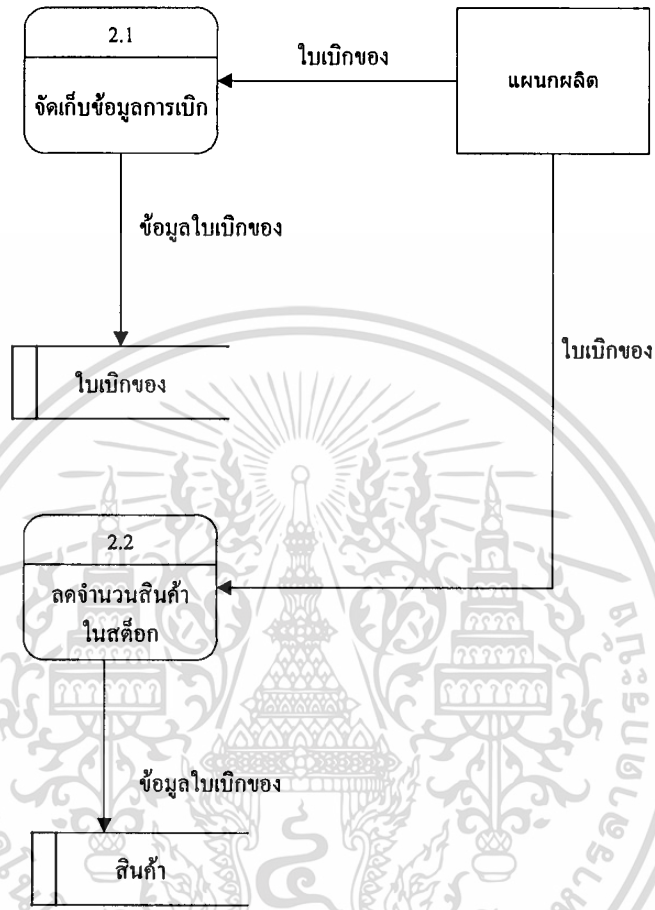 2.1
ใบเบิกของ
จัดเก็บข้อมูลการเบิก
แผนกผลิต
ข้อมูลใบเบิกของ
ใบเบิกของ
ใบเบิกของ
2.2
ลดจำนวนสินค้า
ในสต็อก
ข้อมูลใบเบิกของ
สินค้า